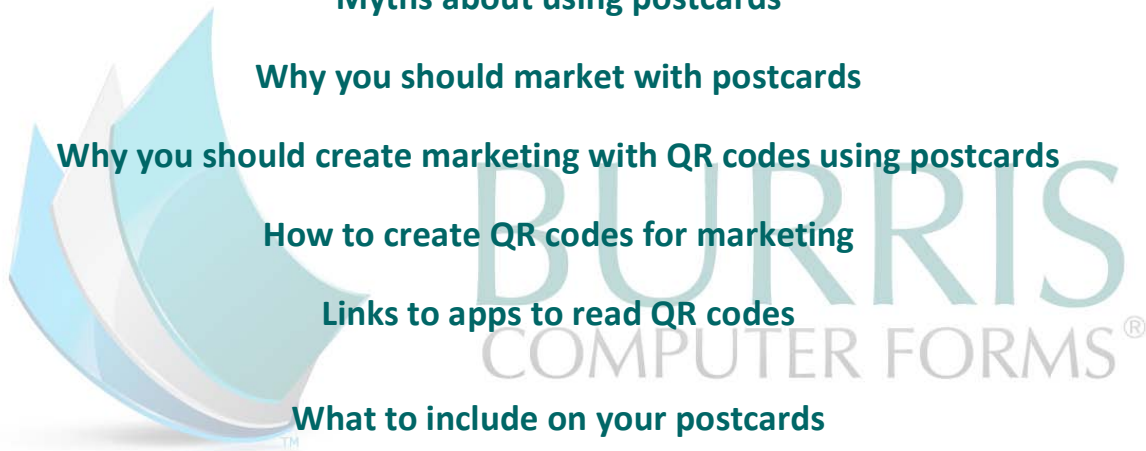 Myths about using postcards
Why you should market with postcards
Why you should create marketing with QR codes using postcards
BURRIS
How to create QR codes for marketing
Links to apps to read QR codes
COMPUTER FORMS®
What to include on your postcards
TM